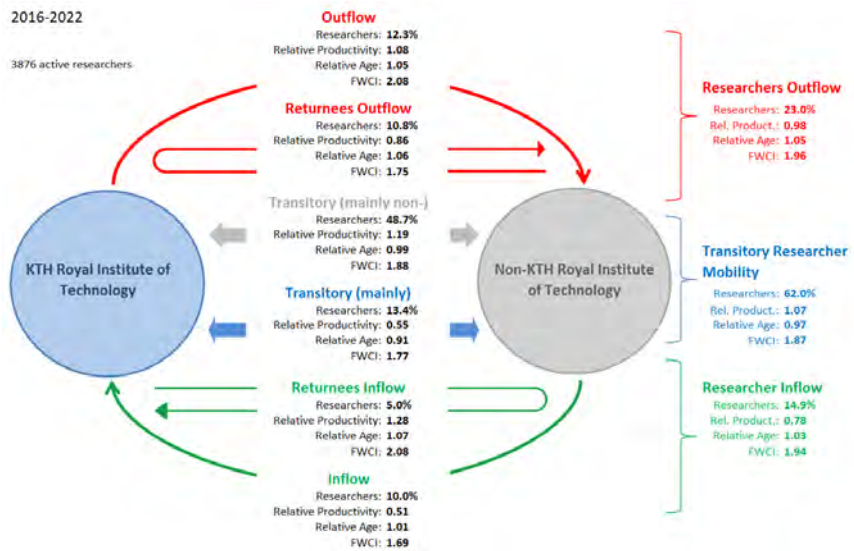 2016-2022
3876 active researchers
Outflow
Researchers: 12.3%
Relative Productivity: 1.08
Relative Age: 1.05
FWCI: 2.08
Returnees Outflow
Researchers: 10.8%
Relative Productivity: 0.86
Relative Age: 1.06
FWCI: 1.75
Transitory (mainly non-)
Researchers: 48.7%
Relative Productivity: 1.19
Relative Age: 0.99
FWCI: 1.88
KTH Royal Institute of
Technology
Non-KTH Royal Institute
of Technology
Transitory (mainly)
Researchers: 13.4%
Relative Productivity: 0.55
Relative Age: 0.91
FWCI: 1.77
Returnees Inflow
Researchers: 5.0%
Relative Productivity: 1.28
Relative Age: 1.07
FWCI: 2.08
Inflow
Researchers: 10.0%
Relative Productivity: 0.51
Relative Age: 1.01
FWCI: 1.69
Researchers Outflow
Researchers: 23.0%
Rel. Product.: 0.98
Relative Age: 1.05
FWCI: 1.96
Transitory Researcher
Mobility
Researchers: 62.0%
Rel. Product.: 1.07
Relative Age: 0.97
FWCI: 1.87
Researcher Inflow
Researchers: 14.9%
Rel. Product.: 0.78
Relative Age: 1.03
FWCI: 1.94